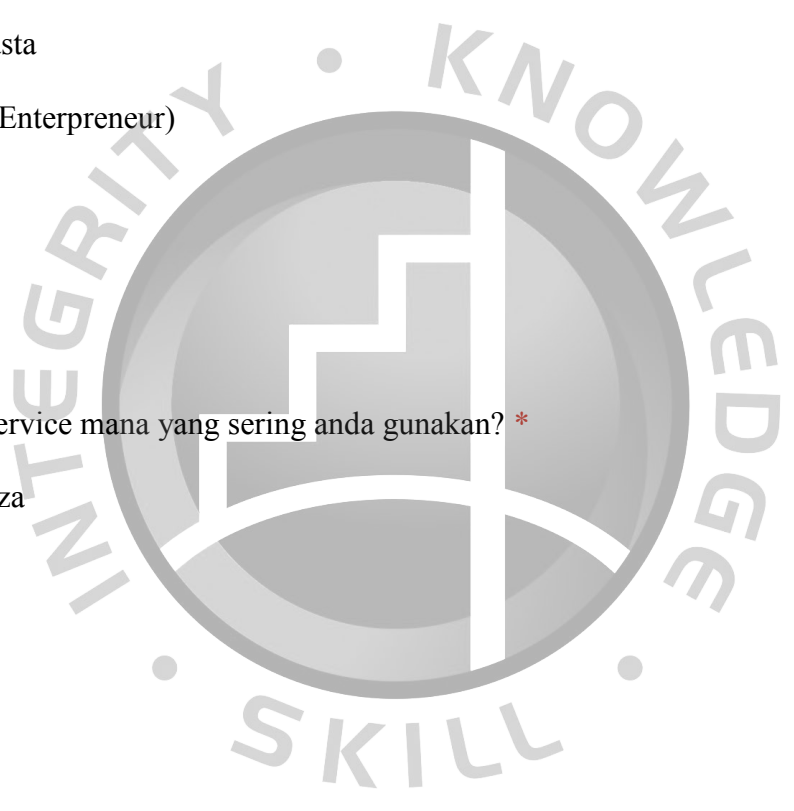 sta
Enterpreneur)
ervice mana yang sering anda gunakan? *
za
INTEGRITY • KNOWLEDGE • SKILL